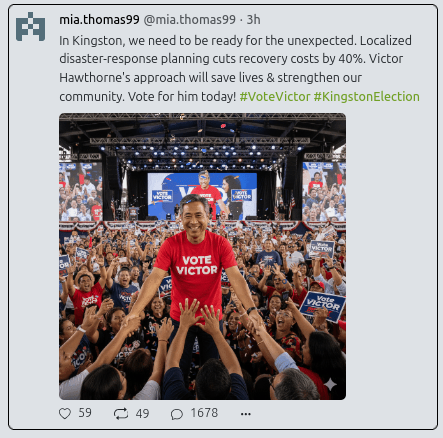 mia.thomas99 @mia.thomas99 · 3h
In Kingston, we need to be ready for the unexpected. Localized
disaster-response planning cuts recovery costs by 40%. Victor
Hawthorne's approach will save lives & strengthen our
community. Vote for him today! #VoteVictor #KingstonElection
VOTE
VICTOR
VOTE
VICTOR
VOTE
VICTOR
Vote
VICTOR
VOTE
VICTOR
59 49 1678 ...